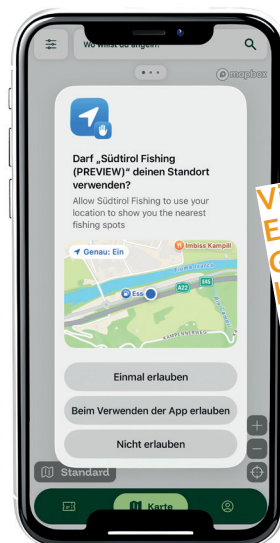 Wo willst du angeln?
mapbox
Darf „Südtirol Fishing
(PREVIEW)“ deinen Standort
verwenden?
Allow Südtirol Fishing to use your
location to show you the nearest
fishing spots
Genau: Ein
Imbiss Kampill
A22
E45
Ess
KAMPENNERWEG
Einmal erlauben
Beim Verwenden der App erlauben
Nicht erlauben
Standard
Karte